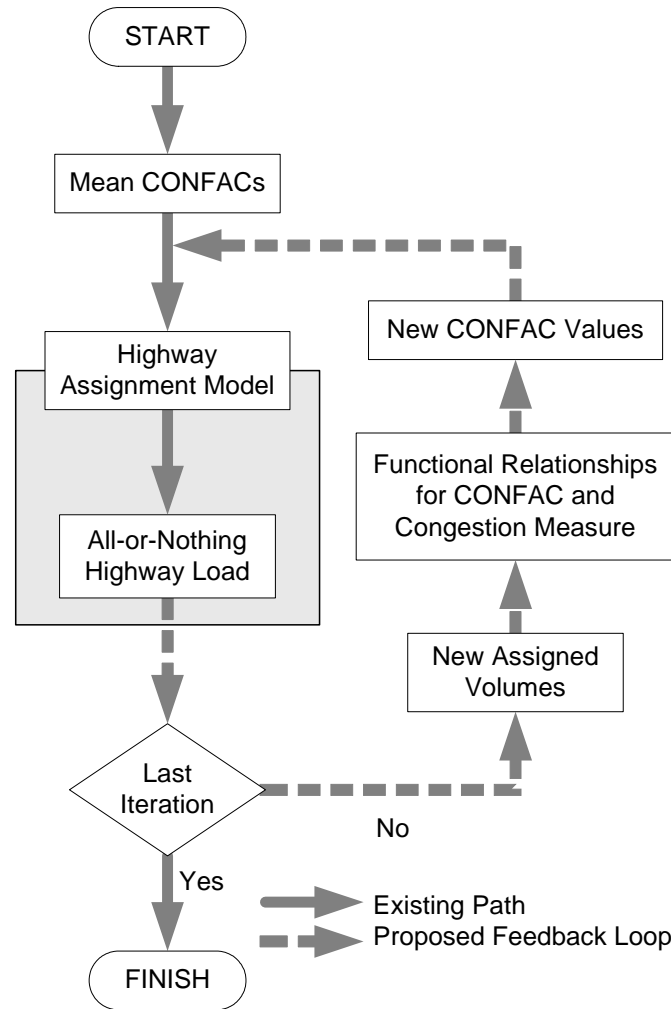 START
Mean CONFACs
Highway
Assignment Model
All-or-Nothing
Highway Load
Last
Iteration
No
Yes
FINISH
New CONFAC Values
Functional Relationships
for CONFAC and
Congestion Measure
New Assigned
Volumes
Existing Path
Proposed Feedback Loop